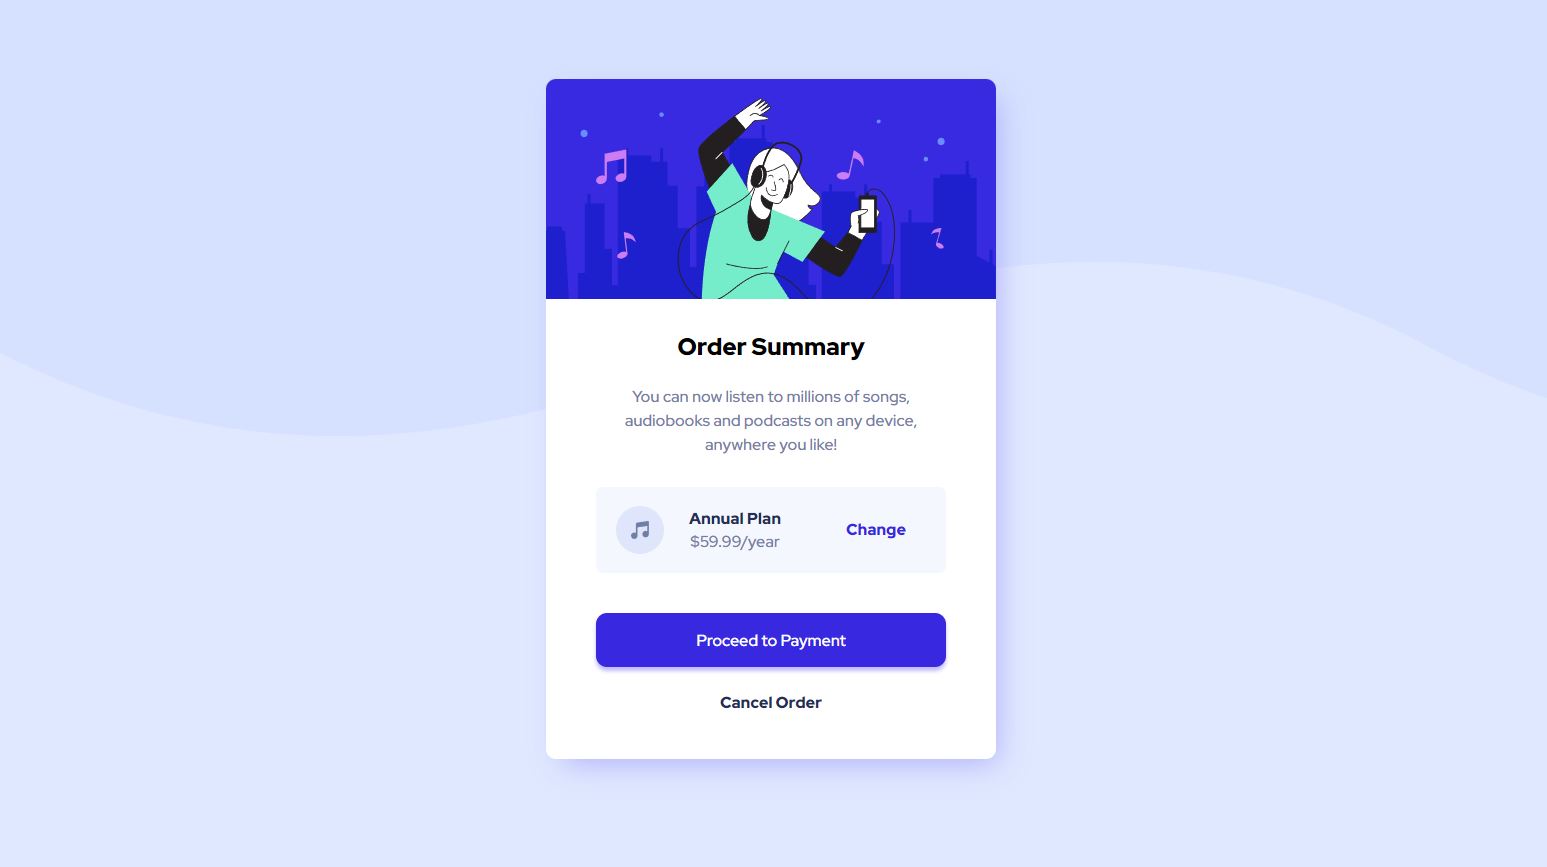 Order Summary
You can now listen to millions of songs,
audiobooks and podcasts on any device,
anywhere you like!
Annual Plan
$59.99/year
Change
Proceed to Payment
Cancel Order